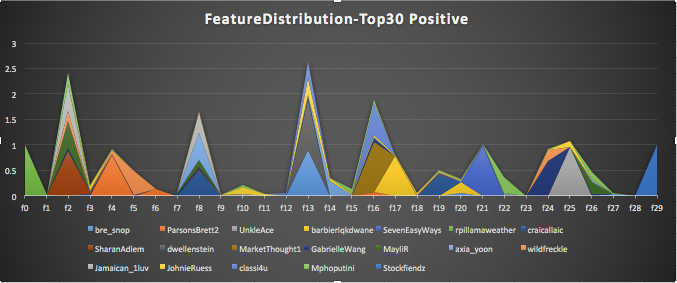 FeatureDistribution-Top30 Positive
3
2.5
2
1.5
1
0.5
0
f0 f1 f2 f3 f4 f5 f6 f7 f8 f9 f10 f11 f12 f13 f14 f15 f16 f17 f18 f19 f20 f21 f22 f23 f24 f25 f26 f27 f28 f29
bre_snop ParsonsBrett2 UnkleAce barbieriqkdwane SevenEasyWays rpillamaweather craicallaic
SharanAdlem dwellenstein MarketThought1 GabrielleWang MayliR axia_yoon wildfreckle
Jamaican_1luv JohnieRuess classi4u Mphoputini Stockfiendz